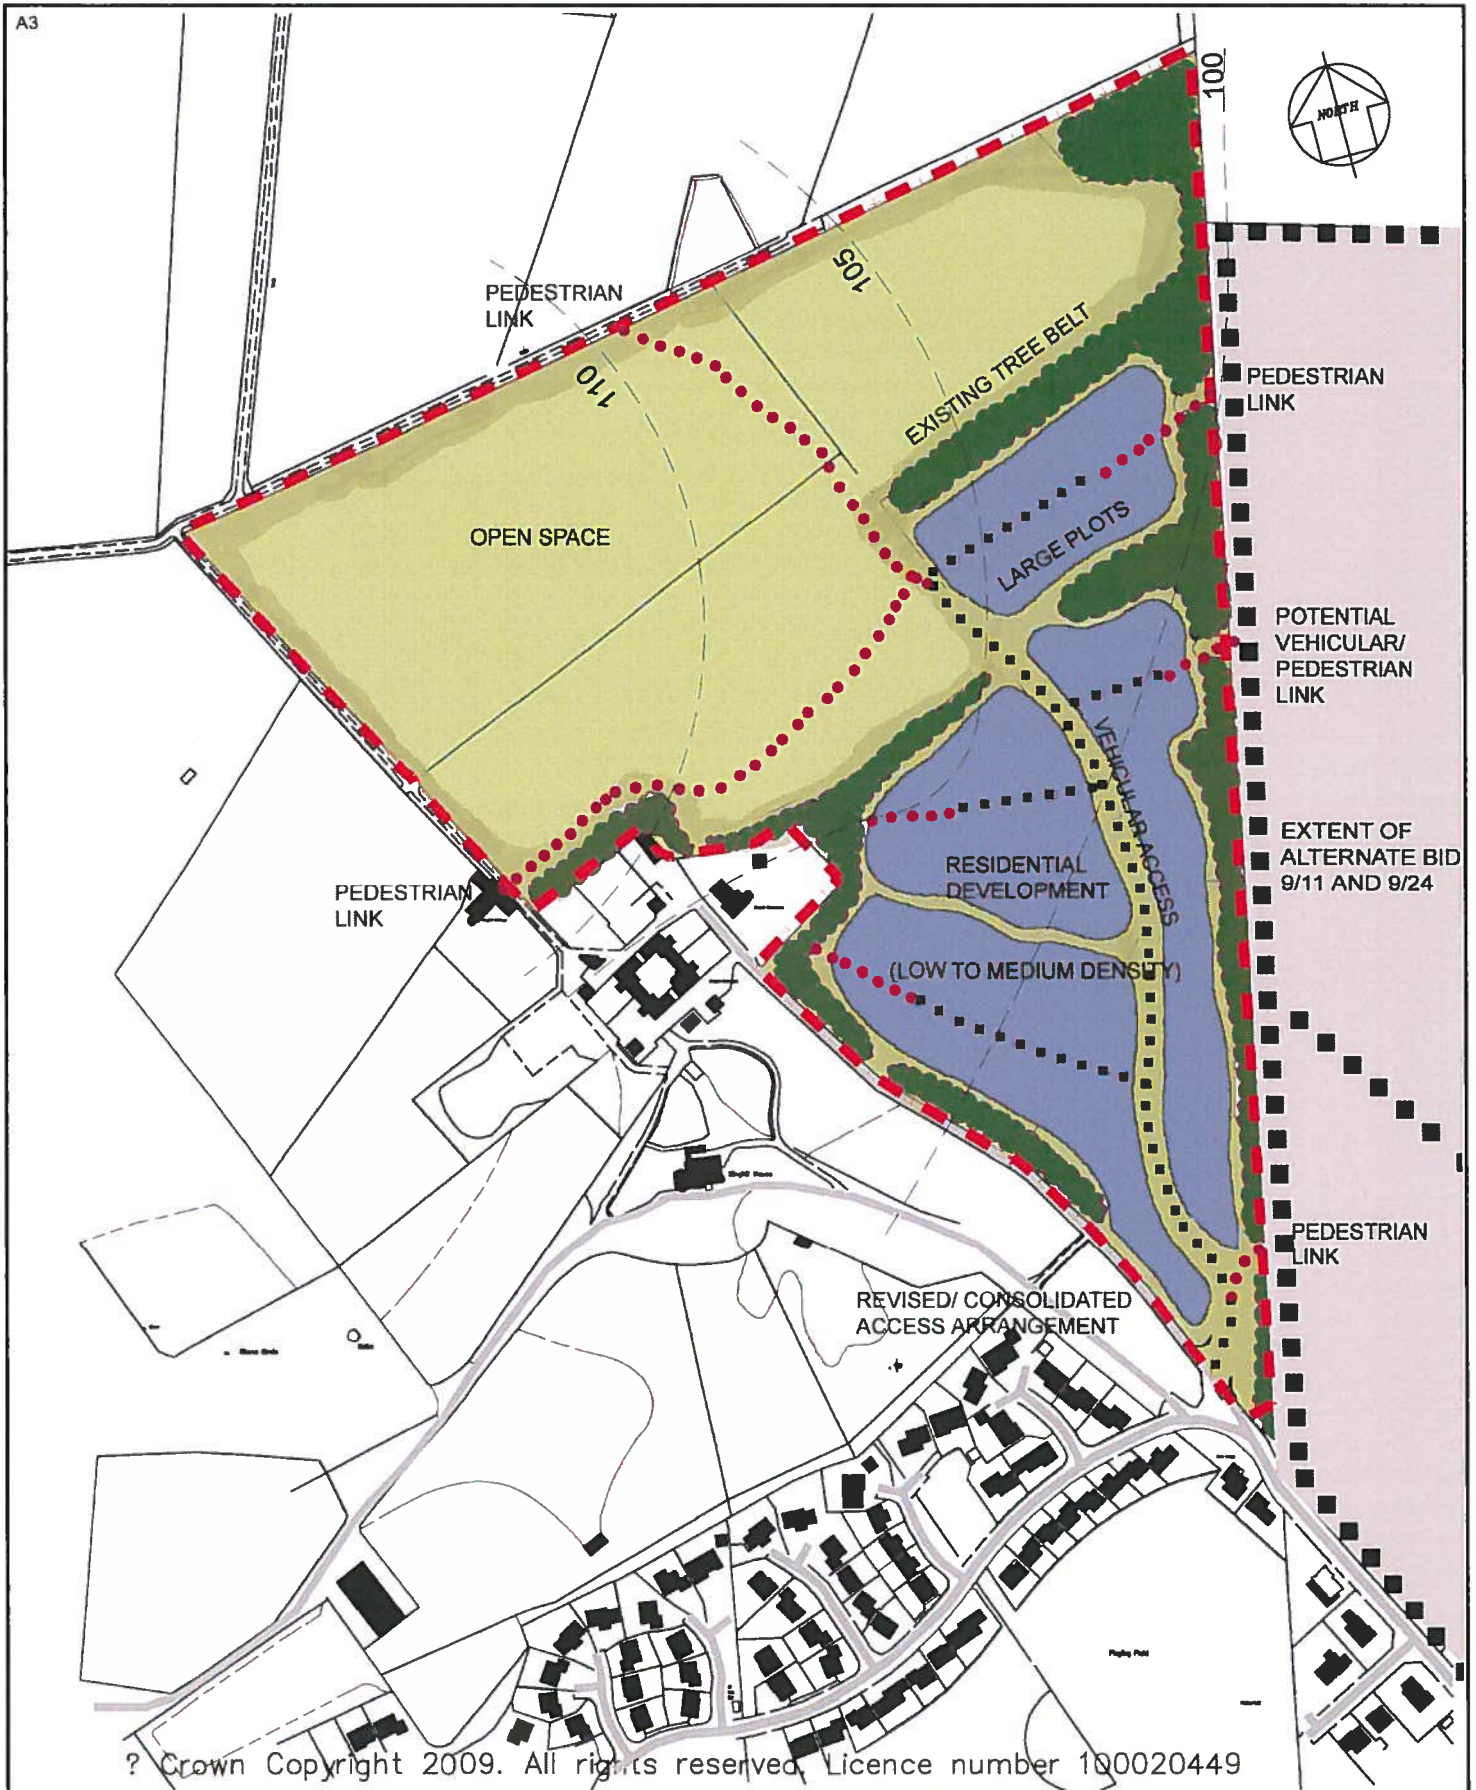 A3
100
NORTH
105
PEDESTRIAN
LINK
110
EXISTING TREE BELT
PEDESTRIAN
LINK
OPEN SPACE
LARGE PLOTS
POTENTIAL
VEHICULAR/
PEDESTRIAN
LINK
VEHICULAR ACCESS
EXTENT OF
ALTERNATE BID
9/11 AND 9/24
RESIDENTIAL
DEVELOPMENT
PEDESTRIAN
LINK
(LOW TO MEDIUM DENSITY)
PEDESTRIAN
LINK
REVISED/ CONSOLIDATED
ACCESS ARRANGEMENT
Playing Field
? Crown Copyright 2009. All rights reserved. Licence number 100020449